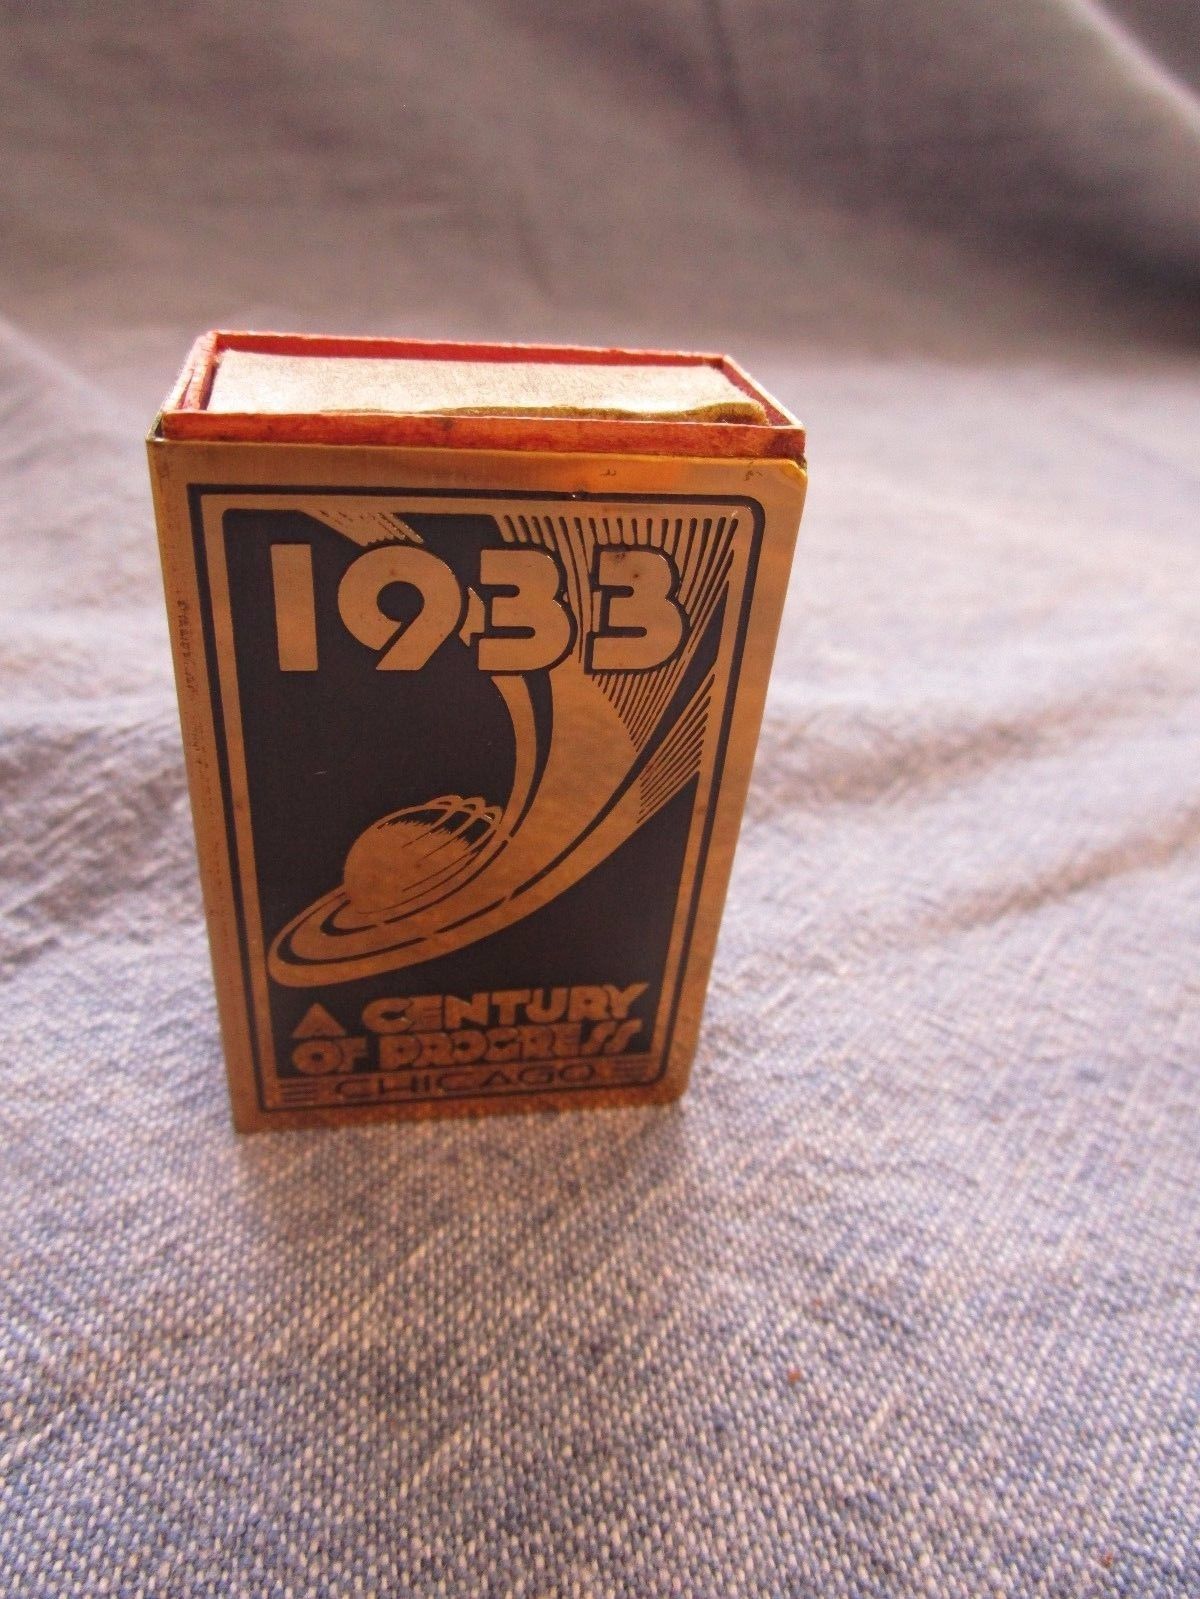 1933
A CENTURY
OF PROGRESS
CHICAGO